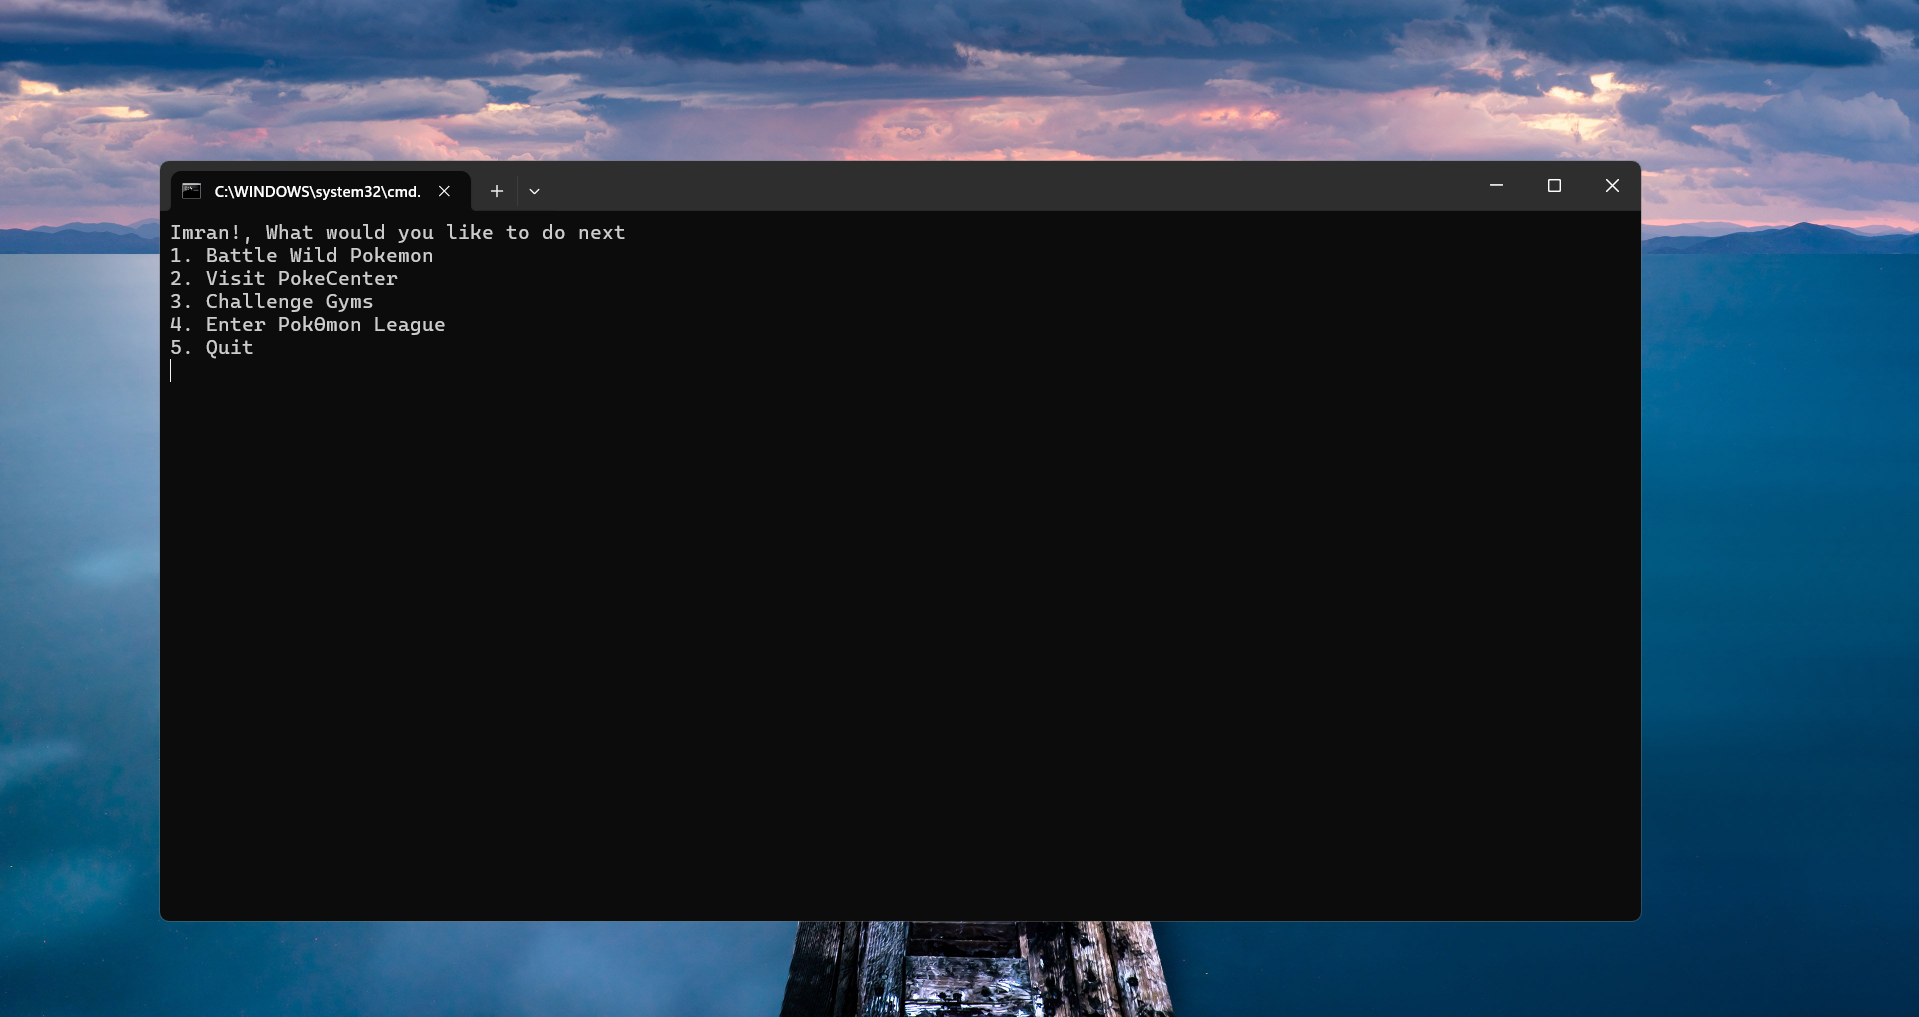 C:\WINDOWS\system32\cmd.
Imran!, What would you like to do next
1. Battle Wild Pokemon
2. Visit PokeCenter
3. Challenge Gyms
4. Enter PokΘmon League
5. Quit